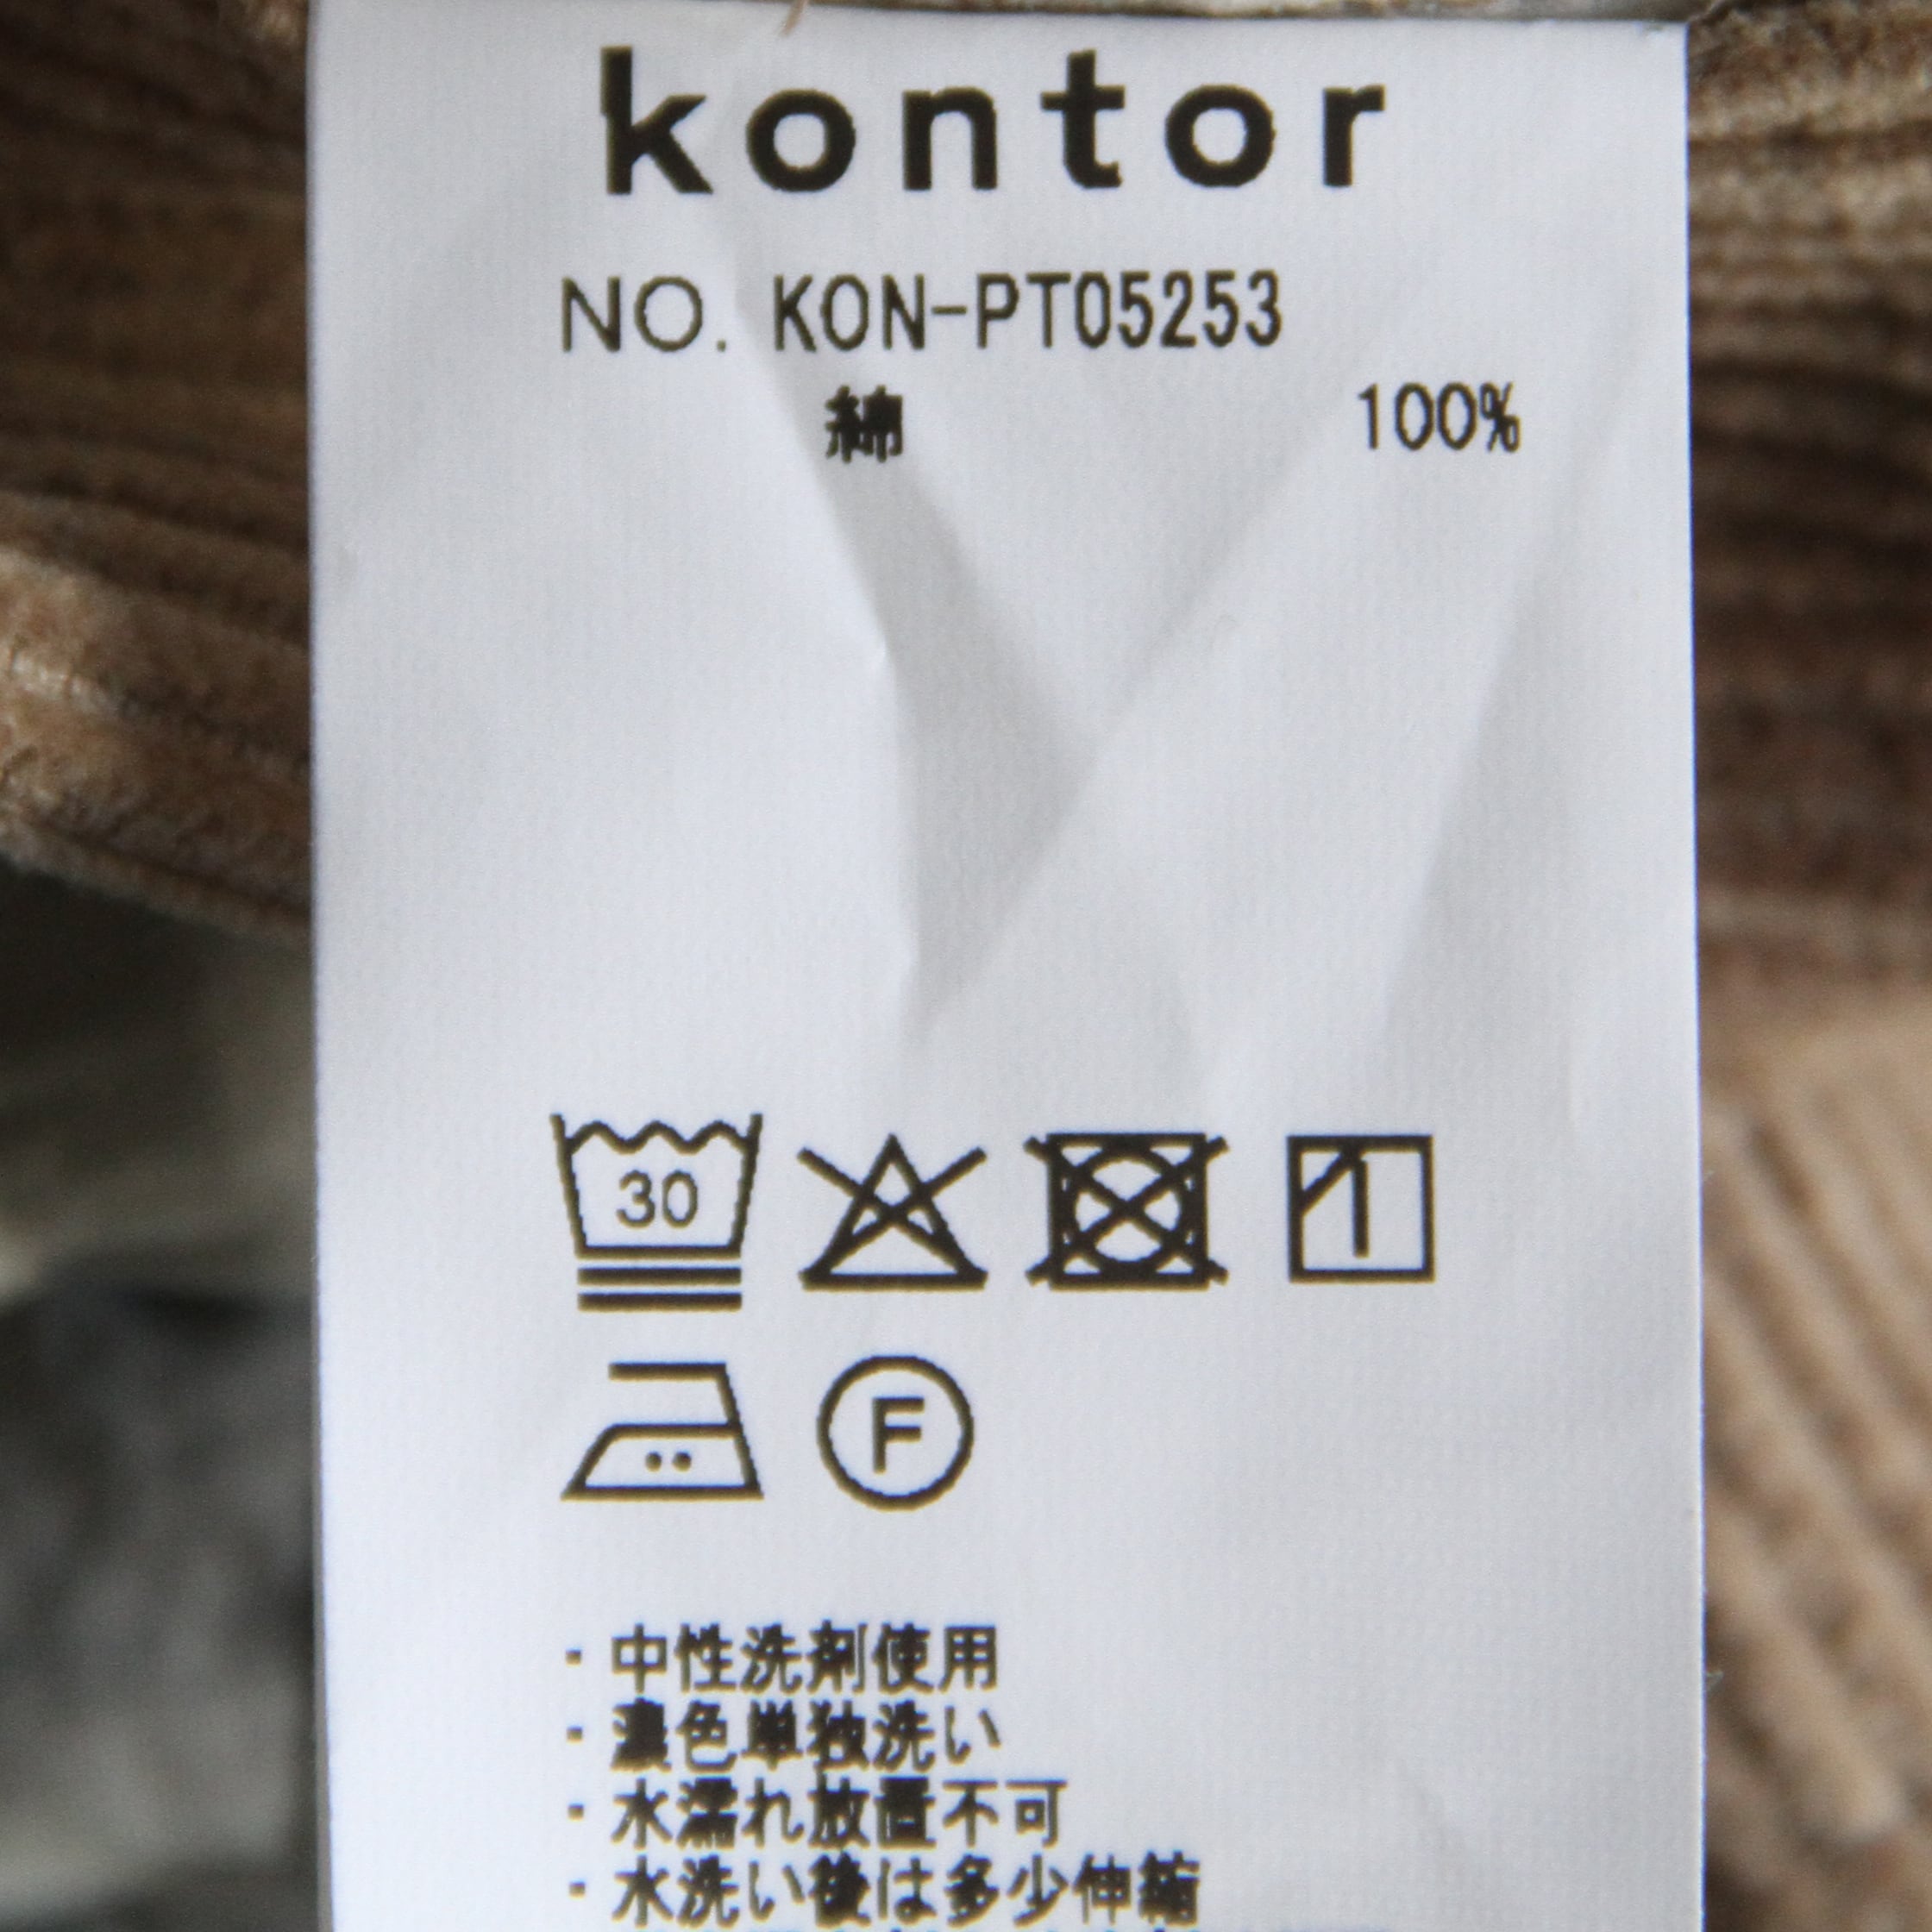 kontor
NO. KON-PT05253
綿 100%
30
F
・中性洗剤使用
・濃色単独洗い
・水濡れ放置不可
・水洗い後は多少伸縮